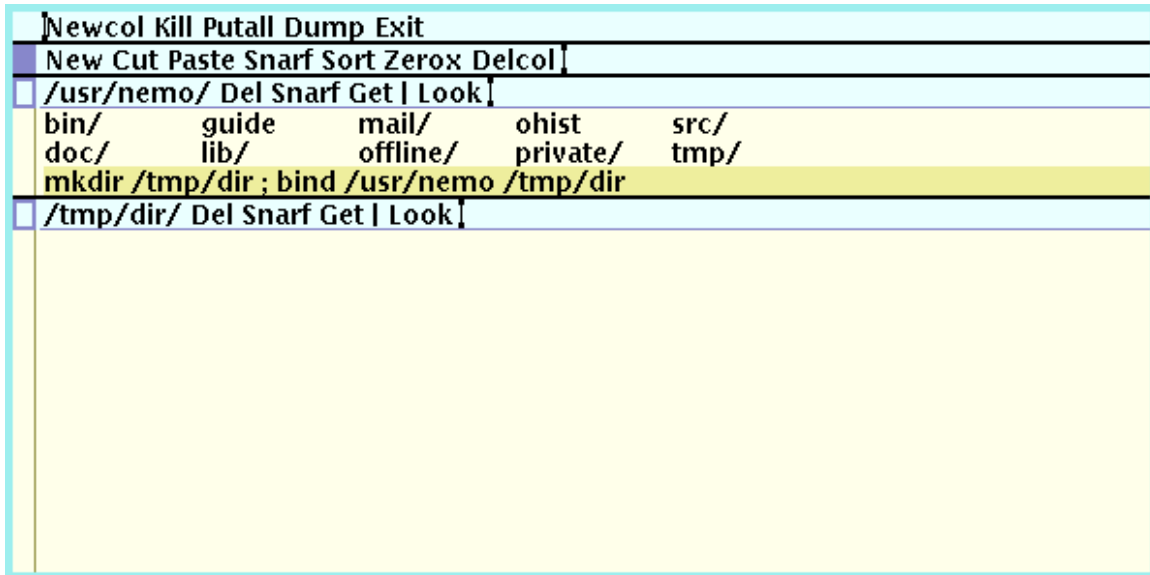 Newcol Kill Putall Dump Exit
New Cut Paste Snarf Sort Zerox Delcol
/usr/nemo/ Del Snarf Get | Look
bin/ guide mail/ ohist src/
doc/ lib/ offline/ private/ tmp/
mkdir /tmp/dir ; bind /usr/nemo /tmp/dir
/tmp/dir/ Del Snarf Get | Look